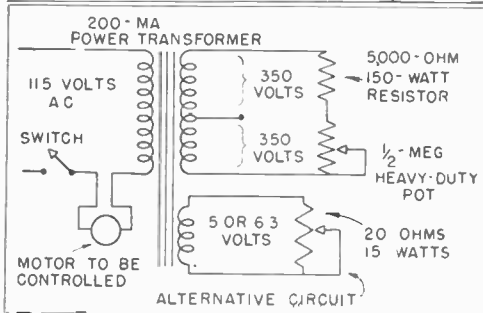 200-MA
POWER TRANSFORMER
115 VOLTS
AC
SWITCH
MOTOR TO BE
CONTROLLED
350
VOLTS
350
VOLTS
5,000-OHM
150-WATT
RESISTOR
1/2-MEG
HEAVY-DUTY
POT
5 OR 6.3
VOLTS
20 OHMS
15 WATTS
ALTERNATIVE CIRCUIT